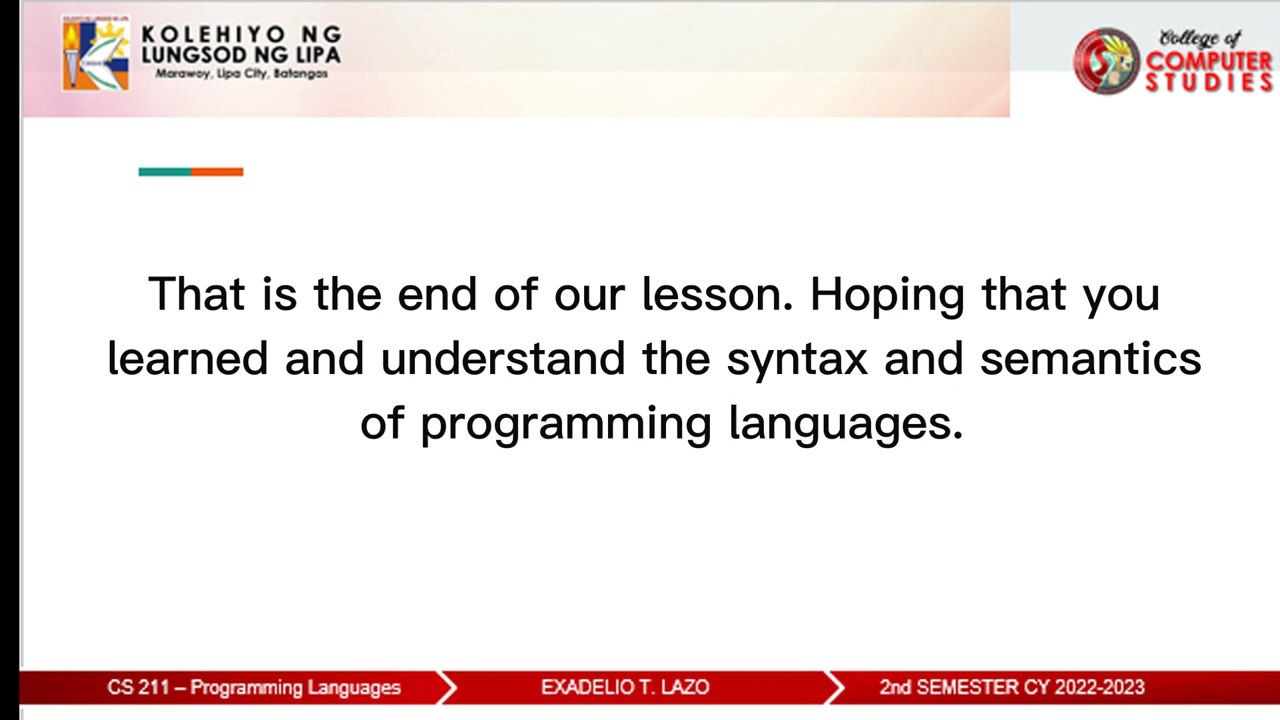 KOLEHIYO NG
LUNGSOD NG LIPA
Marawoy, Lipa City, Batangas
College of
COMPUTER
STUDIES
That is the end of our lesson. Hoping that you
learned and understand the syntax and semantics
of programming languages.
CS 211 – Programming Languages
EXADELIO T. LAZO
2nd SEMESTER CY 2022-2023